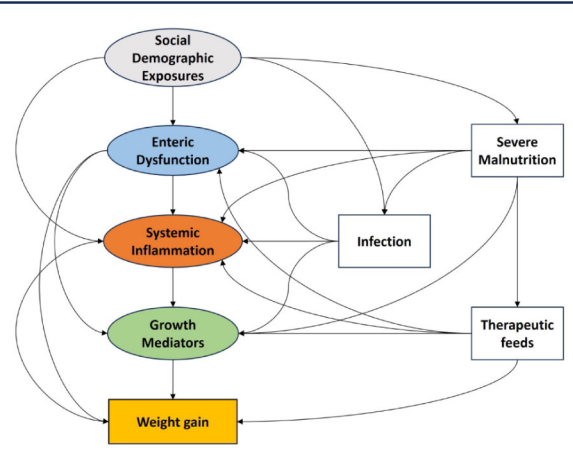 Social
Demographic
Exposures
Enteric
Dysfunction
Severe
Malnutrition
Systemic
Inflammation
Infection
Growth
Mediators
Therapeutic
feeds
Weight gain